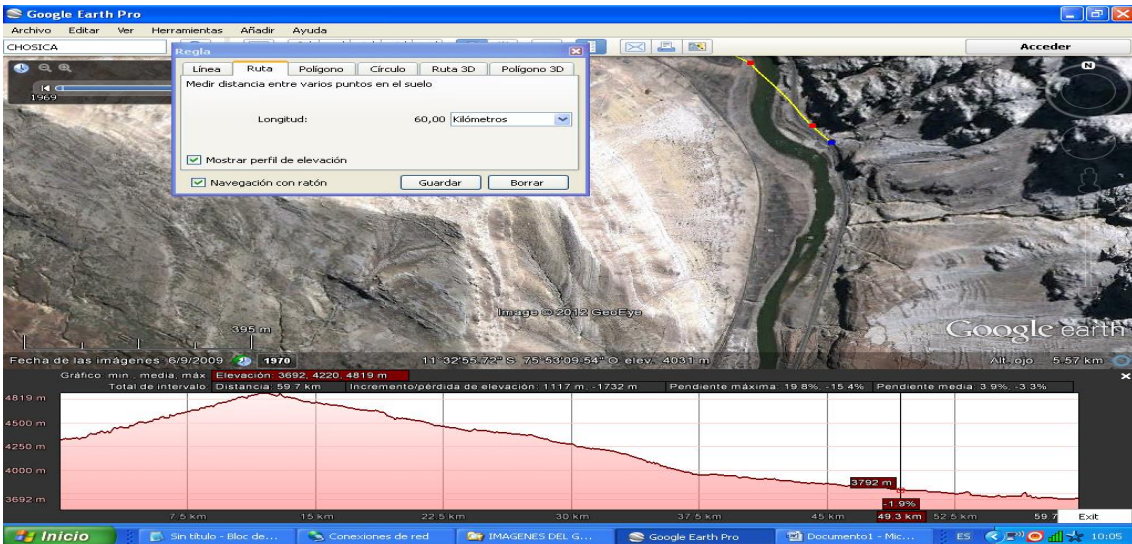 Google Earth Pro
Archivo Editar Ver Herramientas Añadir Ayuda
CHOSICA
Acceder
Regla
Línea Ruta Polígono Círculo Ruta 3D Polígono 3D
Medir distancia entre varios puntos en el suelo
Longitud: 60,00 Kilómetros
Mostrar perfil de elevación
Navegación con ratón Guardar Borrar
1969
N
Image © 2012 GeoEye
Google earth
395 m
Fecha de las imágenes: 6/9/2009 1970 11°32'55.72" S 75°53'09.54" O elev. 4031 m Alt. ojo 5.57 km
Gráfico: mín., media, máx. Elevación: 3692, 4220, 4819 m
Total de intervalo: Distancia: 59.7 km Incremento/pérdida de elevación: 1117 m, -1732 m Pendiente máxima: 19.8%, -15.4% Pendiente media: 3.9%, -3.3%
4819 m
4500 m
4250 m
4000 m
3692 m
3792 m
-1.9%
7.5 km 15 km 22.5 km 30 km 37.5 km 45 km 49.3 km 52.5 km 59.7 Exit
Inicio Sin título - Bloc de... Conexiones de red IMAGENES DEL G... Google Earth Pro Documento1 - Mic... ES 10:05